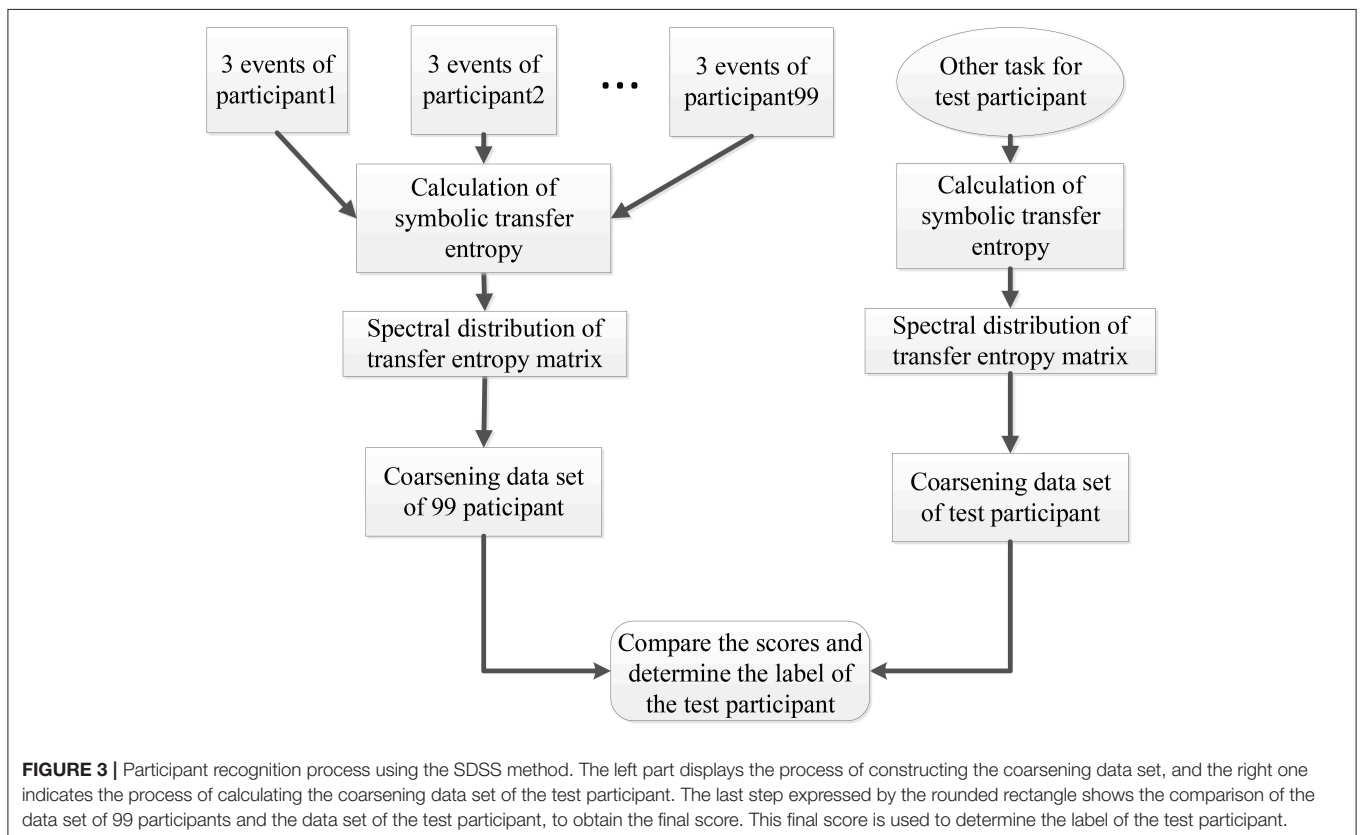 3 events of
participant1
3 events of
participant2
...
3 events of
participant99
Other task for
test participant
Calculation of
symbolic transfer
entropy
Calculation of
symbolic transfer
entropy
Spectral distribution of
transfer entropy matrix
Spectral distribution of
transfer entropy matrix
Coarsening data set
of 99 paticipant
Coarsening data set
of test participant
Compare the scores and
determine the label of
the test participant
FIGURE 3 | Participant recognition process using the SDSS method. The left part displays the process of constructing the coarsening data set, and the right one
indicates the process of calculating the coarsening data set of the test participant. The last step expressed by the rounded rectangle shows the comparison of the
data set of 99 participants and the data set of the test participant, to obtain the final score. This final score is used to determine the label of the test participant.